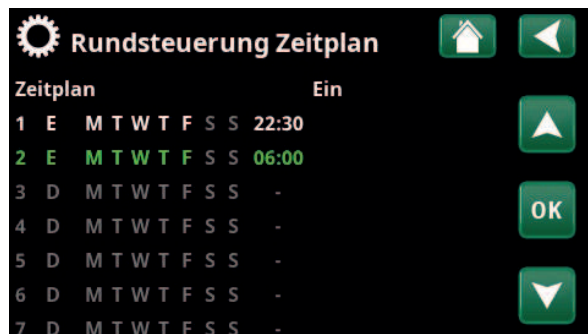 Rundsteuerung Zeitplan
Zeitplan Ein
1 E M T W T F S S 22:30
2 E M T W T F S S 06:00
3 D M T W T F S S -
4 D M T W T F S S -
OK
5 D M T W T F S S -
6 D M T W T F S S -
7 D M T W T F S S -